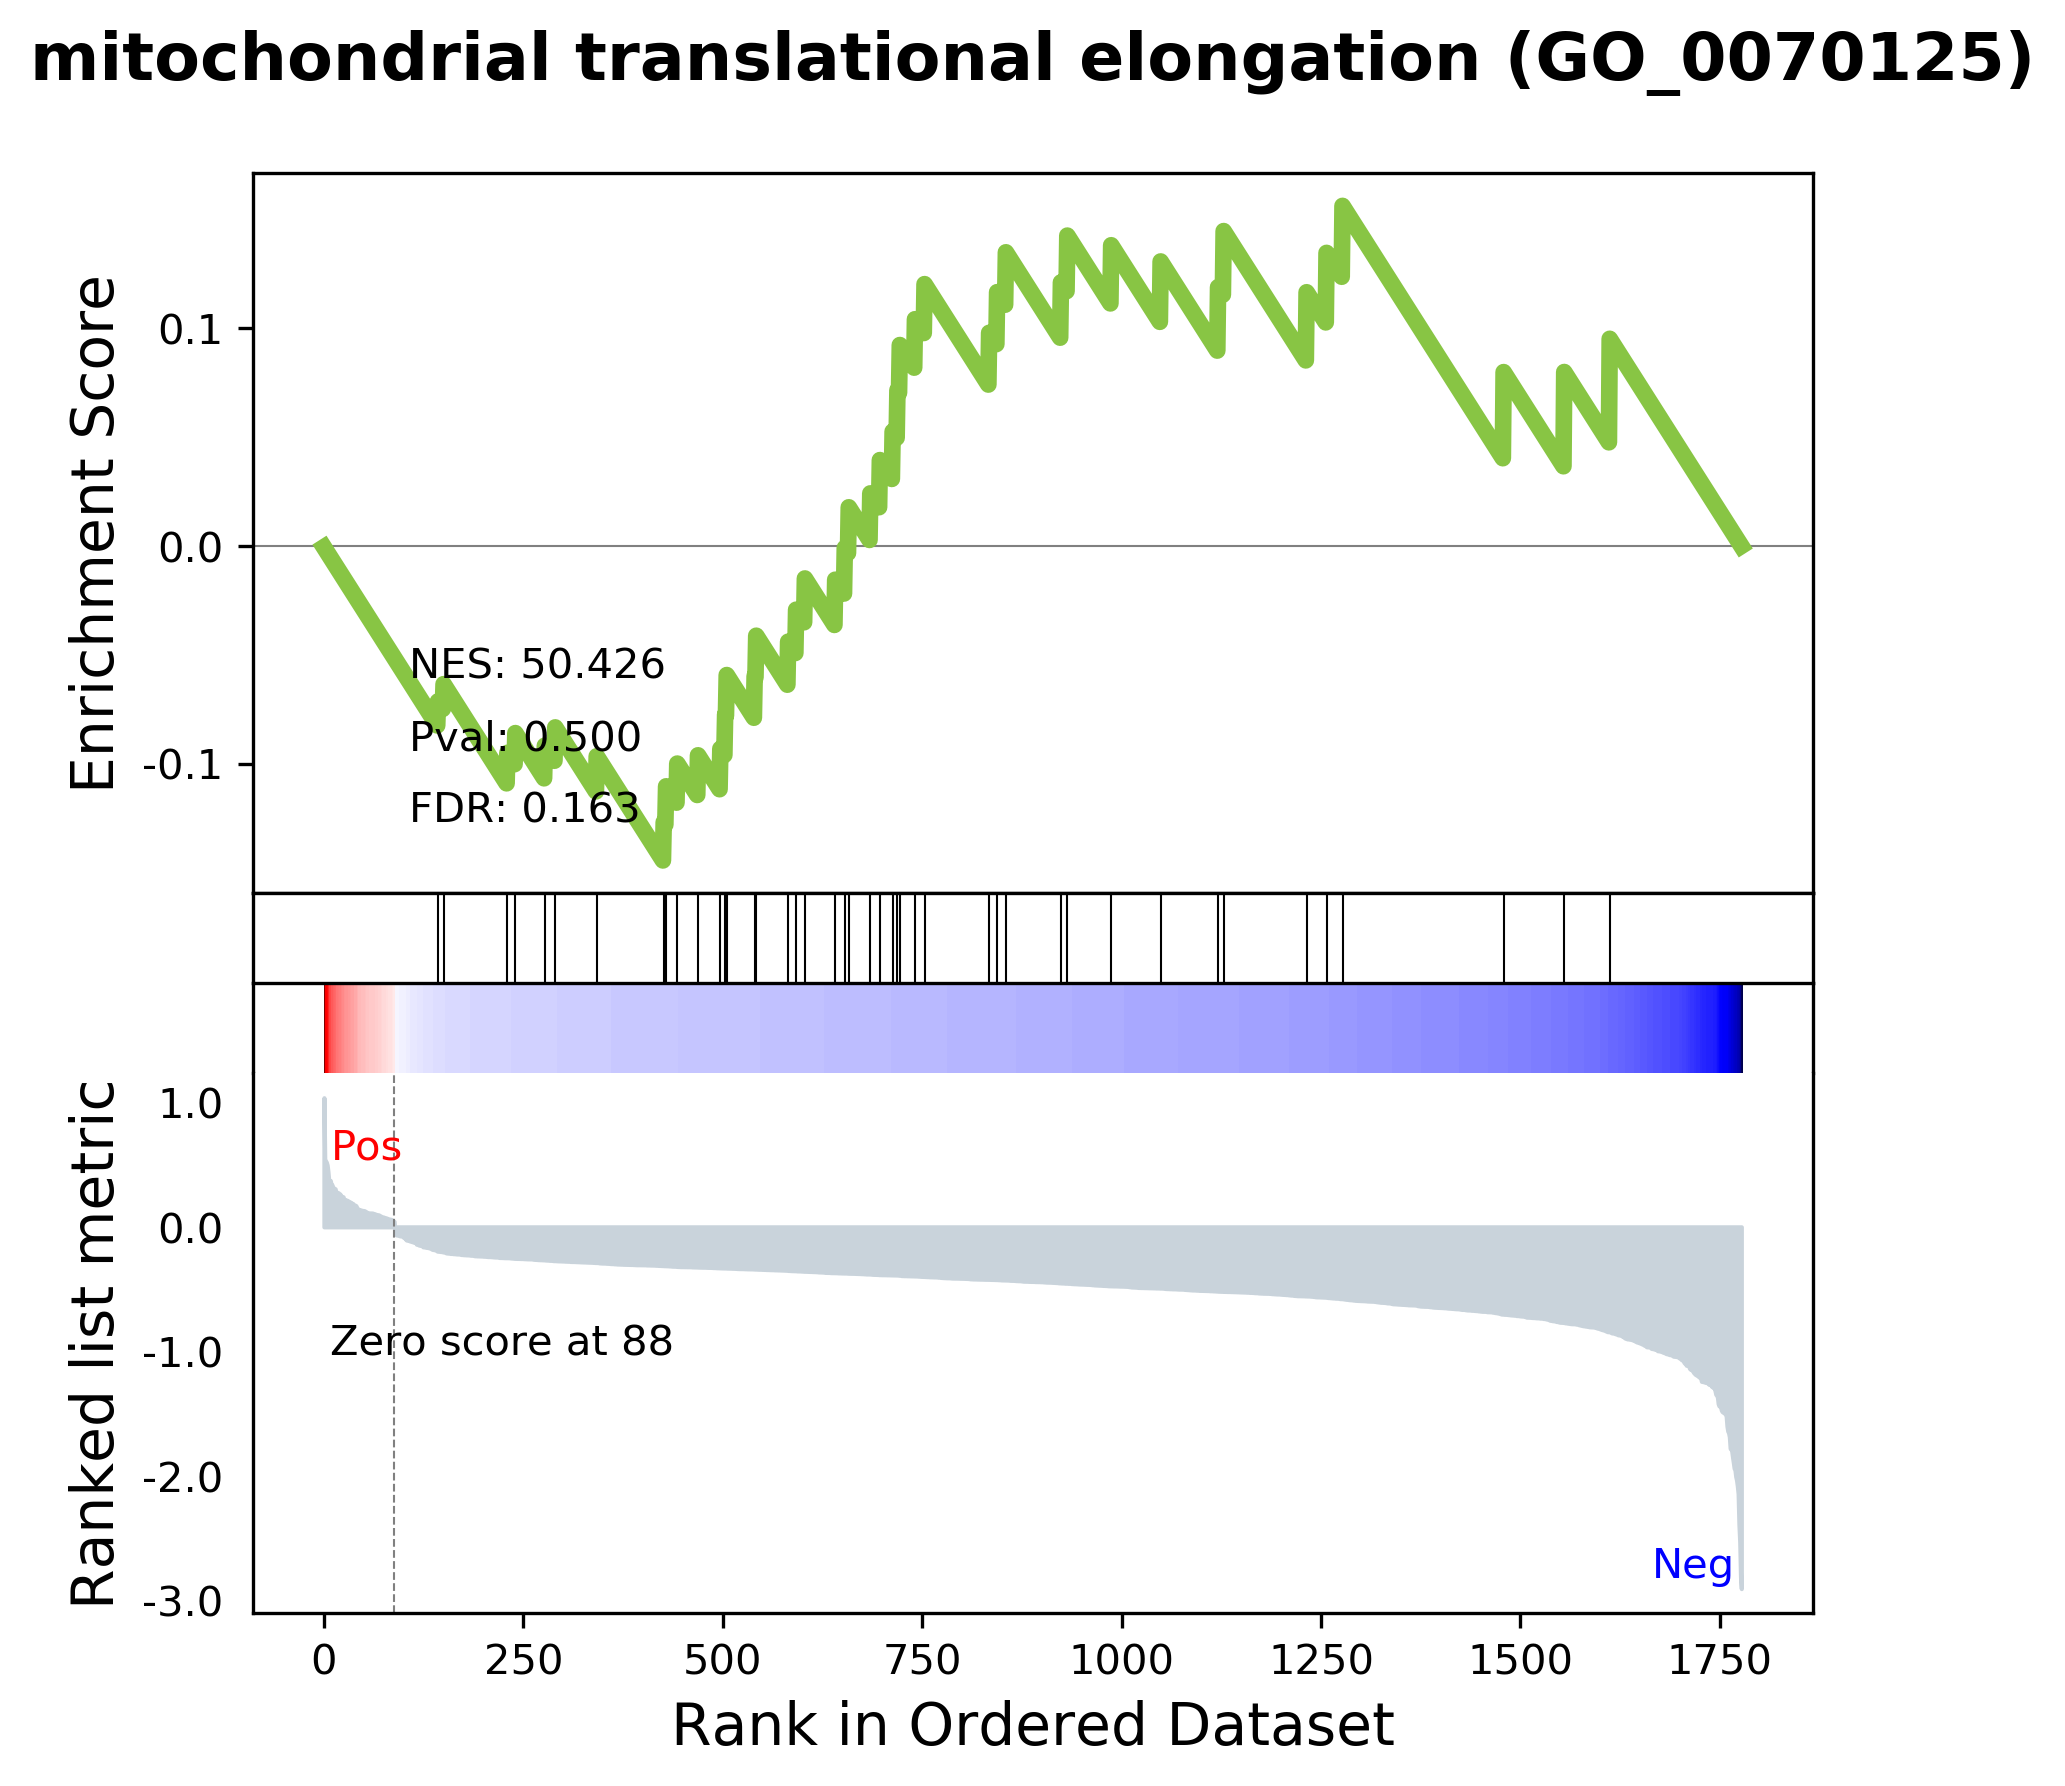 mitochondrial translational elongation (GO_0070125)
Enrichment Score
0.1
0.0
-0.1
NES: 50.426
Pval: 0.500
FDR: 0.163
Ranked list metric
1.0
0.0
-1.0
-2.0
-3.0
Pos
Zero score at 88
Neg
0 250 500 750 1000 1250 1500 1750
Rank in Ordered Dataset